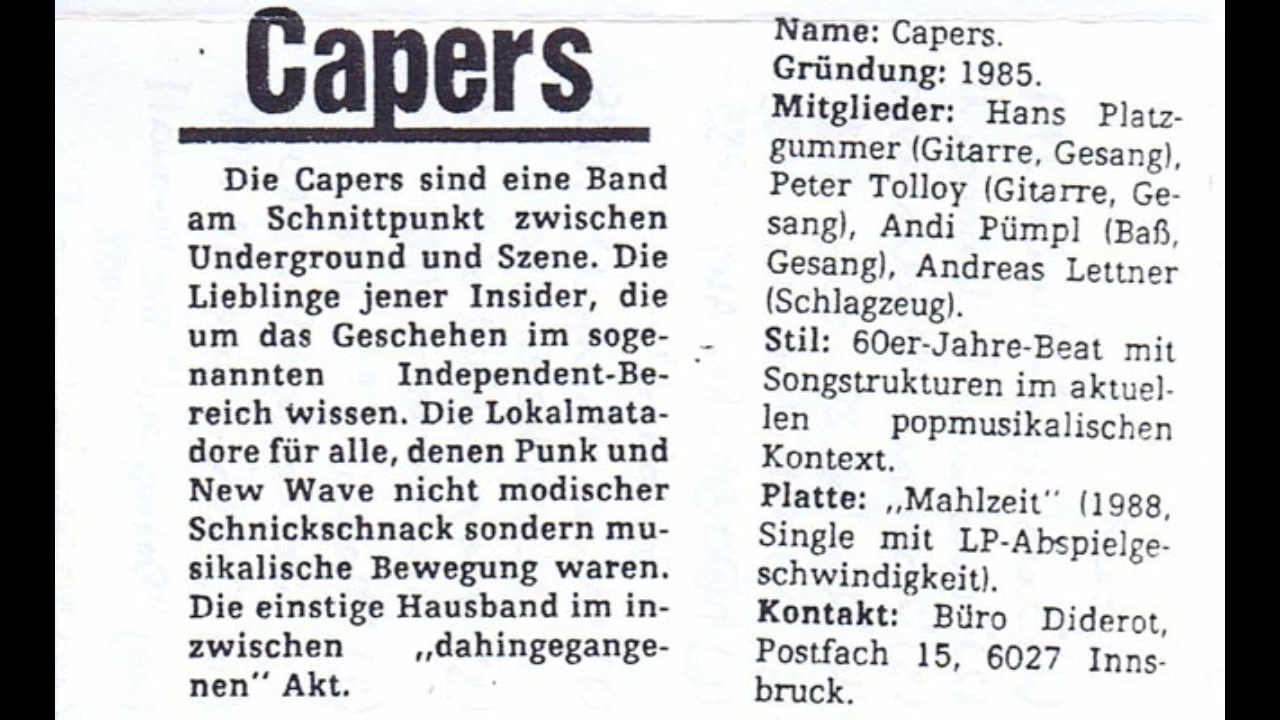 Capers
Die Capers sind eine Band
am Schnittpunkt zwischen
Underground und Szene. Die
Lieblinge jener Insider, die
um das Geschehen im soge-
nannten Independent-Be-
reich wissen. Die Lokalmata-
dore für alle, denen Punk und
New Wave nicht modischer
Schnickschnack sondern mu-
sikalische Bewegung waren.
Die einstige Hausband im in-
zwischen „dahingegange-
nen" Akt.
Name: Capers.
Gründung: 1985.
Mitglieder: Hans Platz-
gummer (Gitarre, Gesang),
Peter Tolloy (Gitarre, Ge-
sang), Andi Pümpl (Baß,
Gesang), Andreas Lettner
(Schlagzeug).
Stil: 60er-Jahre-Beat mit
Songstrukturen im aktuel-
len popmusikalischen
Kontext.
Platte: „Mahlzeit" (1988,
Single mit LP-Abspielge-
schwindigkeit).
Kontakt: Büro Diderot,
Postfach 15, 6027 Inns-
bruck.